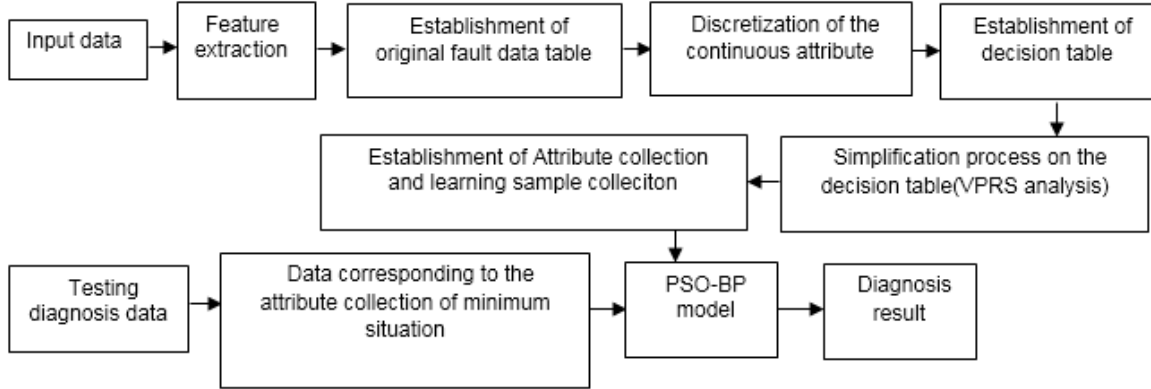 Input data
Feature
extraction
Establishment of
original fault data table
Discretization of the
continuous attribute
Establishment of
decision table
Establishment of Attribute collection
and learning sample colleciton
Simplification process on the
decision table(VPRS analysis)
Testing
diagnosis data
Data corresponding to the
attribute collection of minimum
situation
PSO-BP
model
Diagnosis
result